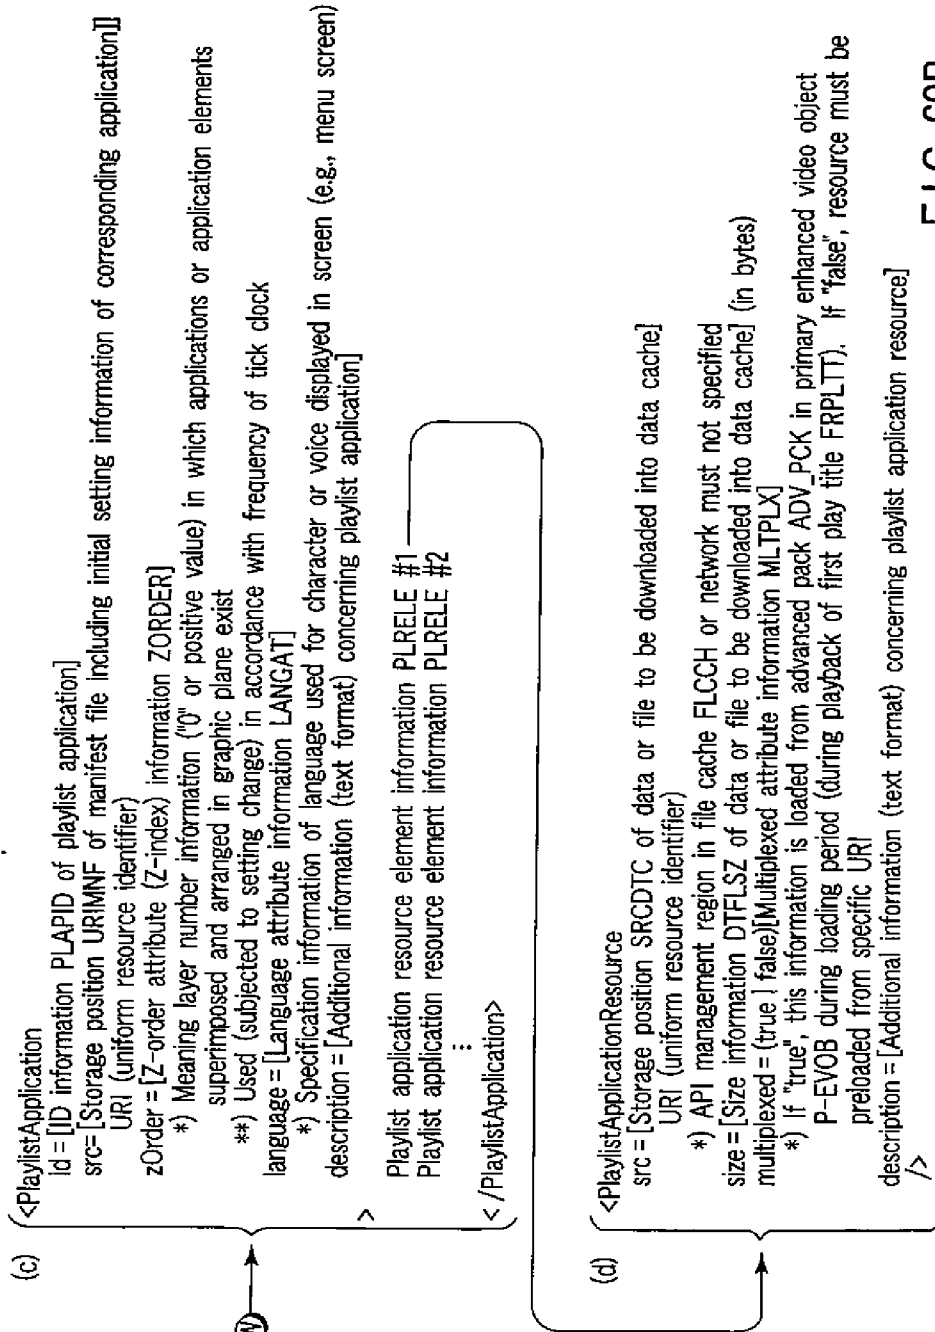 (c)
<PlaylistApplication
id = [ID information PLAPID of playlist application]
src= [Storage position URIMNF of manifest file including initial setting information of corresponding application]]
URI (uniform resource identifier)
zOrder = [Z-order attribute (Z-index) information ZORDER]
*) Meaning layer number information ("0" or positive value) in which applications or application elements
superimposed and arranged in graphic plane exist
**) Used (subjected to setting change) in accordance with frequency of tick clock
language = [Language attribute information LANGAT]
*) Specification information of language used for character or voice displayed in screen (e.g., menu screen)
description = [Additional information (text format) concerning playlist application]
>
Playlist application resource element information PLRELE #1
Playlist application resource element information PLRELE #2
⋮
</PlaylistApplication>
W
(d)
<PlaylistApplicationResource
src = [Storage position SRCDTC of data or file to be downloaded into data cache]
URI (uniform resource identifier)
*) API management region in file cache FLCCH or network must not specified
size = [Size information DTFLSZ of data or file to be downloaded into data cache] (in bytes)
multiplexed = (true | false)[Multiplexed attribute information MLTPLX]
*) If "true", this information is loaded from advanced pack ADV_PCK in primary enhanced video object
P-EVOB during loading period (during playback of first play title FRPLTT). If "false", resource must be
preloaded from specific URI
description = [Additional information (text format) concerning playlist application resource]
/>